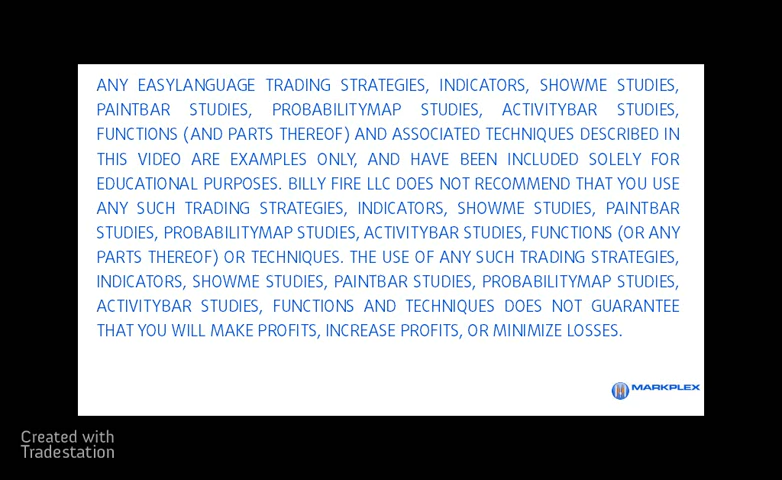 ANY EASYLANGUAGE TRADING STRATEGIES, INDICATORS, SHOWME STUDIES,
PAINTBAR STUDIES, PROBABILITYMAP STUDIES, ACTIVITYBAR STUDIES,
FUNCTIONS (AND PARTS THEREOF) AND ASSOCIATED TECHNIQUES DESCRIBED IN
THIS VIDEO ARE EXAMPLES ONLY, AND HAVE BEEN INCLUDED SOLELY FOR
EDUCATIONAL PURPOSES. BILLY FIRE LLC DOES NOT RECOMMEND THAT YOU USE
ANY SUCH TRADING STRATEGIES, INDICATORS, SHOWME STUDIES, PAINTBAR
STUDIES, PROBABILITYMAP STUDIES, ACTIVITYBAR STUDIES, FUNCTIONS (OR ANY
PARTS THEREOF) OR TECHNIQUES. THE USE OF ANY SUCH TRADING STRATEGIES,
INDICATORS, SHOWME STUDIES, PAINTBAR STUDIES, PROBABILITYMAP STUDIES,
ACTIVITYBAR STUDIES, FUNCTIONS AND TECHNIQUES DOES NOT GUARANTEE
THAT YOU WILL MAKE PROFITS, INCREASE PROFITS, OR MINIMIZE LOSSES.
MARKPLEX
Created with
Tradestation